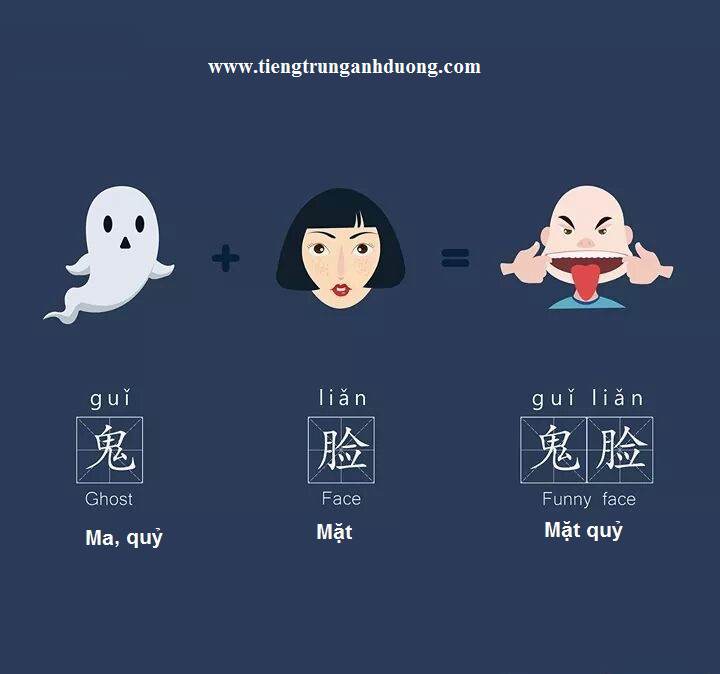 www.tiengtrunganhduong.com
guǐ liǎn guǐ liǎn
鬼 脸 鬼脸
Ghost Face Funny face
Ma, quỷ Mặt Mặt quỷ